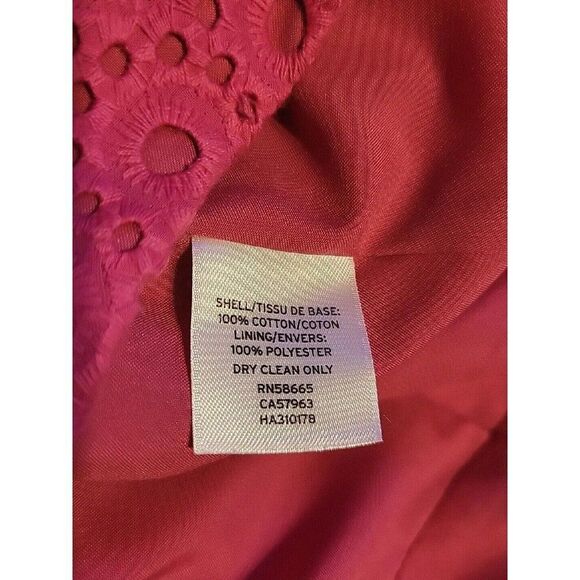 SHELL/TISSU DE BASE:
100% COTTON/COTON
LINING/ENVERS:
100% POLYESTER
DRY CLEAN ONLY
RN58665
CA57963
HA310178